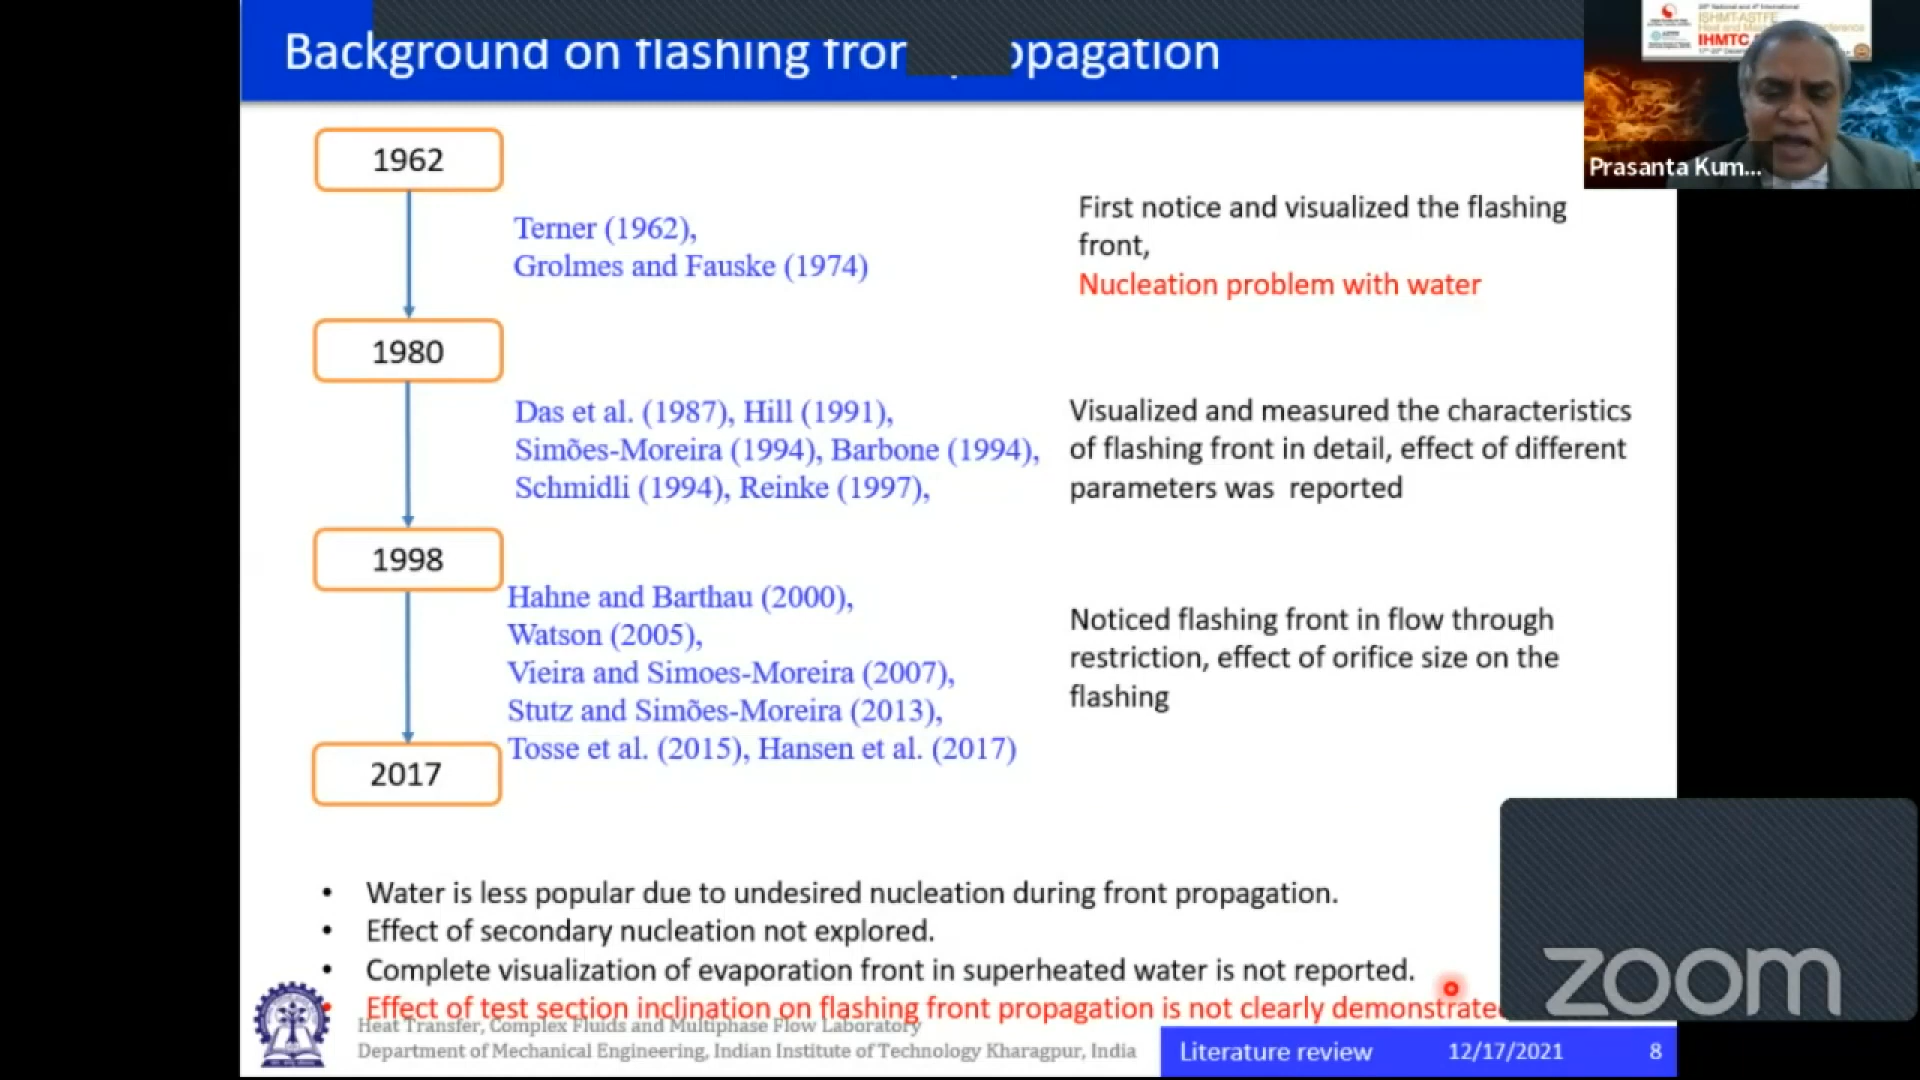 Background on flashing front propagation
1962
Terner (1962),
Grolmes and Fauske (1974)
First notice and visualized the flashing
front,
Nucleation problem with water
1980
Das et al. (1987), Hill (1991),
Simões-Moreira (1994), Barbone (1994),
Schmidli (1994), Reinke (1997),
Visualized and measured the characteristics
of flashing front in detail, effect of different
parameters was reported
1998
Hahne and Barthau (2000),
Watson (2005),
Vieira and Simoes-Moreira (2007),
Stutz and Simões-Moreira (2013),
Tosse et al. (2015), Hansen et al. (2017)
Noticed flashing front in flow through
restriction, effect of orifice size on the
flashing
2017
• Water is less popular due to undesired nucleation during front propagation.
• Effect of secondary nucleation not explored.
• Complete visualization of evaporation front in superheated water is not reported.
• Effect of test section inclination on flashing front propagation is not clearly demonstrated
Heat Transfer, Complex Fluids and Multiphase Flow Laboratory
Department of Mechanical Engineering, Indian Institute of Technology Kharagpur, India
Literature review 12/17/2021 8
ISHMT-ASTFE
IHMTC
Prasanta Kum...
zoom